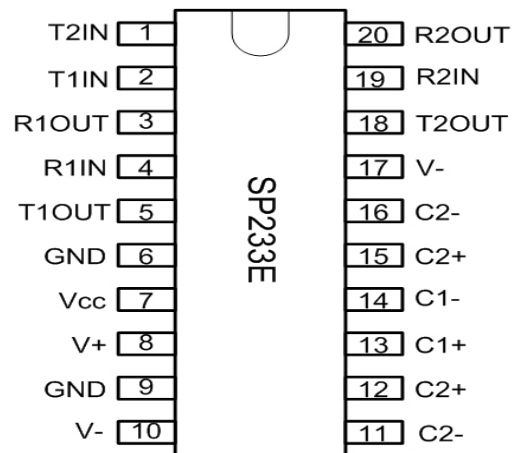 T2IN 1 20 R2OUT
T1IN 2 19 R2IN
R1OUT 3 18 T2OUT
R1IN 4 17 V-
T1OUT 5 16 C2-
GND 6 15 C2+
Vcc 7 14 C1-
V+ 8 13 C1+
GND 9 12 C2+
V- 10 11 C2-
SP233E